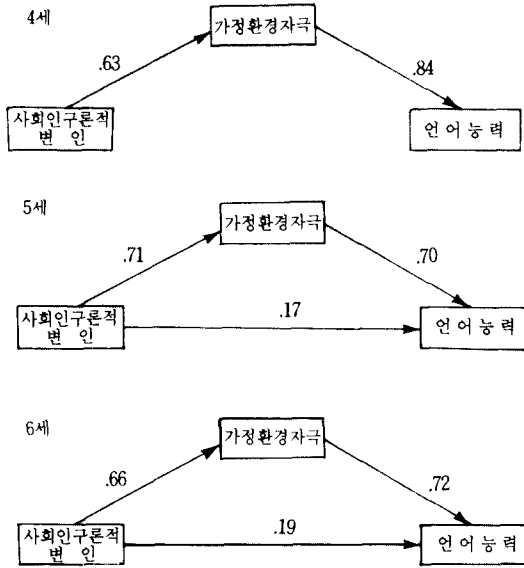 4세
가정환경자극
.63
.84
사회인구론적
변 인
언 어 능 력
5세
가정환경자극
.71
.70
사회인구론적
변 인
.17
언 어 능 력
6세
가정환경자극
.66
.72
사회인구론적
변 인
.19
언 어 능 력